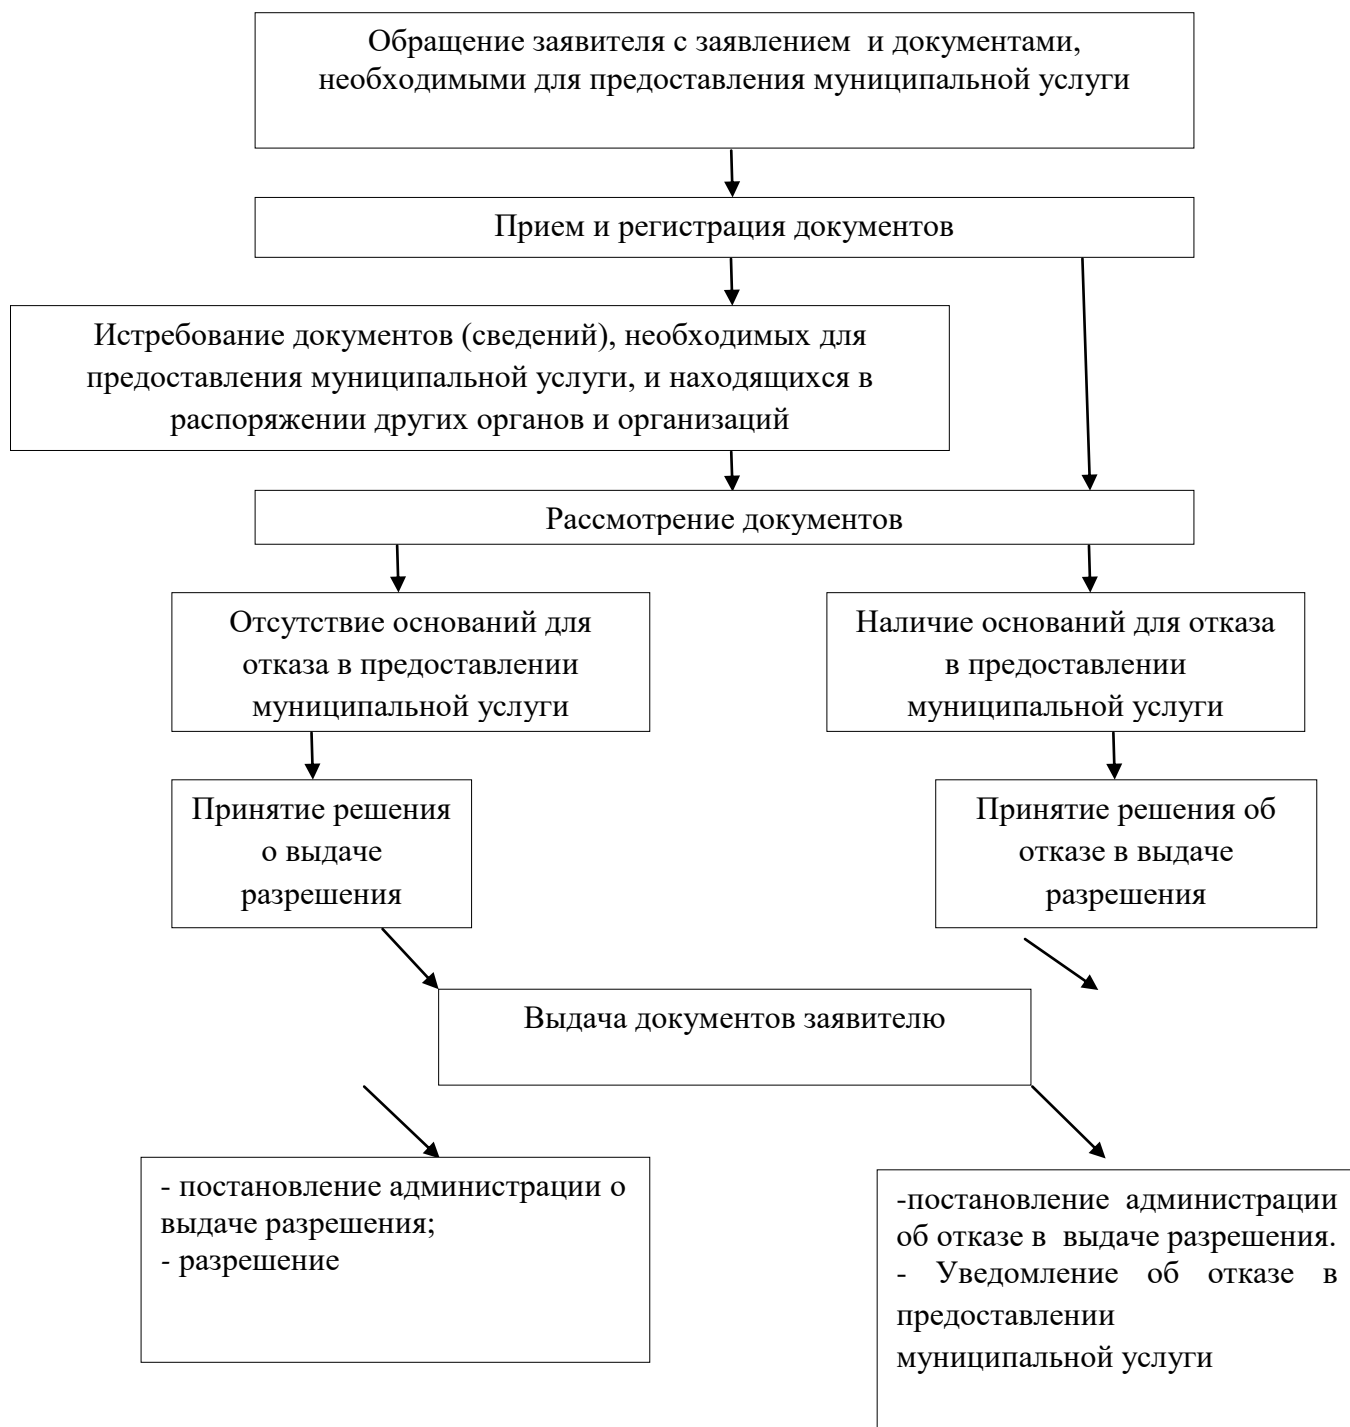 Обращение заявителя с заявлением  и документами,
необходимыми для предоставления муниципальной услуги
Прием и регистрация документов
Истребование документов (сведений), необходимых для
предоставления муниципальной услуги, и находящихся в
распоряжении других органов и организаций
Рассмотрение документов
Отсутствие оснований для
отказа в предоставлении
муниципальной услуги
Наличие оснований для отказа
в предоставлении
муниципальной услуги
Принятие решения
о выдаче
разрешения
Принятие решения об
отказе в выдаче
разрешения
Выдача документов заявителю
- постановление администрации о
выдаче разрешения;
- разрешение
-постановление  администрации
об отказе в  выдаче разрешения.
- Уведомление об отказе в
предоставлении
муниципальной услуги